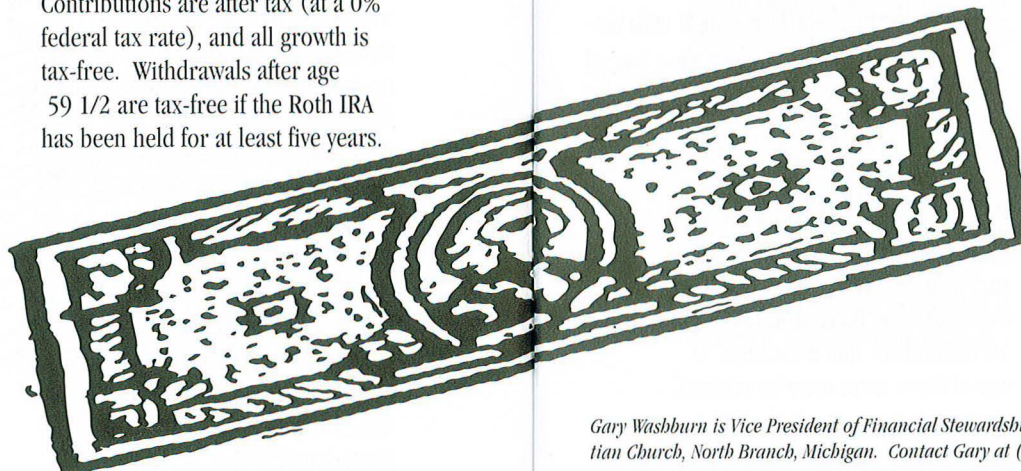 Contributions are after tax (at a 0%
federal tax rate), and all growth is
tax-free. Withdrawals after age
59 1/2 are tax-free if the Roth IRA
has been held for at least five years.
Gary Washburn is Vice President of Financial
tian Church, North Branch, Michigan. Contact Gary at (